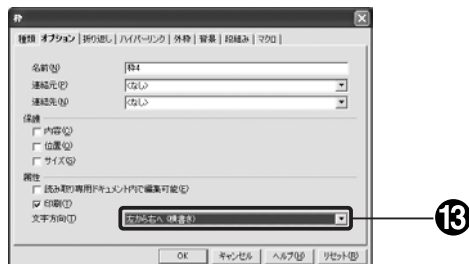 枠
種類 オプション 折り返し ハイパーリンク 外枠 背景 段組み マクロ
名前(N) 枠4
連結元(P) <なし>
連結先(N) <なし>
保護
内容(C)
位置(O)
サイズ(S)
属性
読み取り専用ドキュメント内で編集可能(E)
印刷(T)
文字方向(T) 左から右へ (横書き)
⓭
OK キャンセル ヘルプ(H) リセット(R)